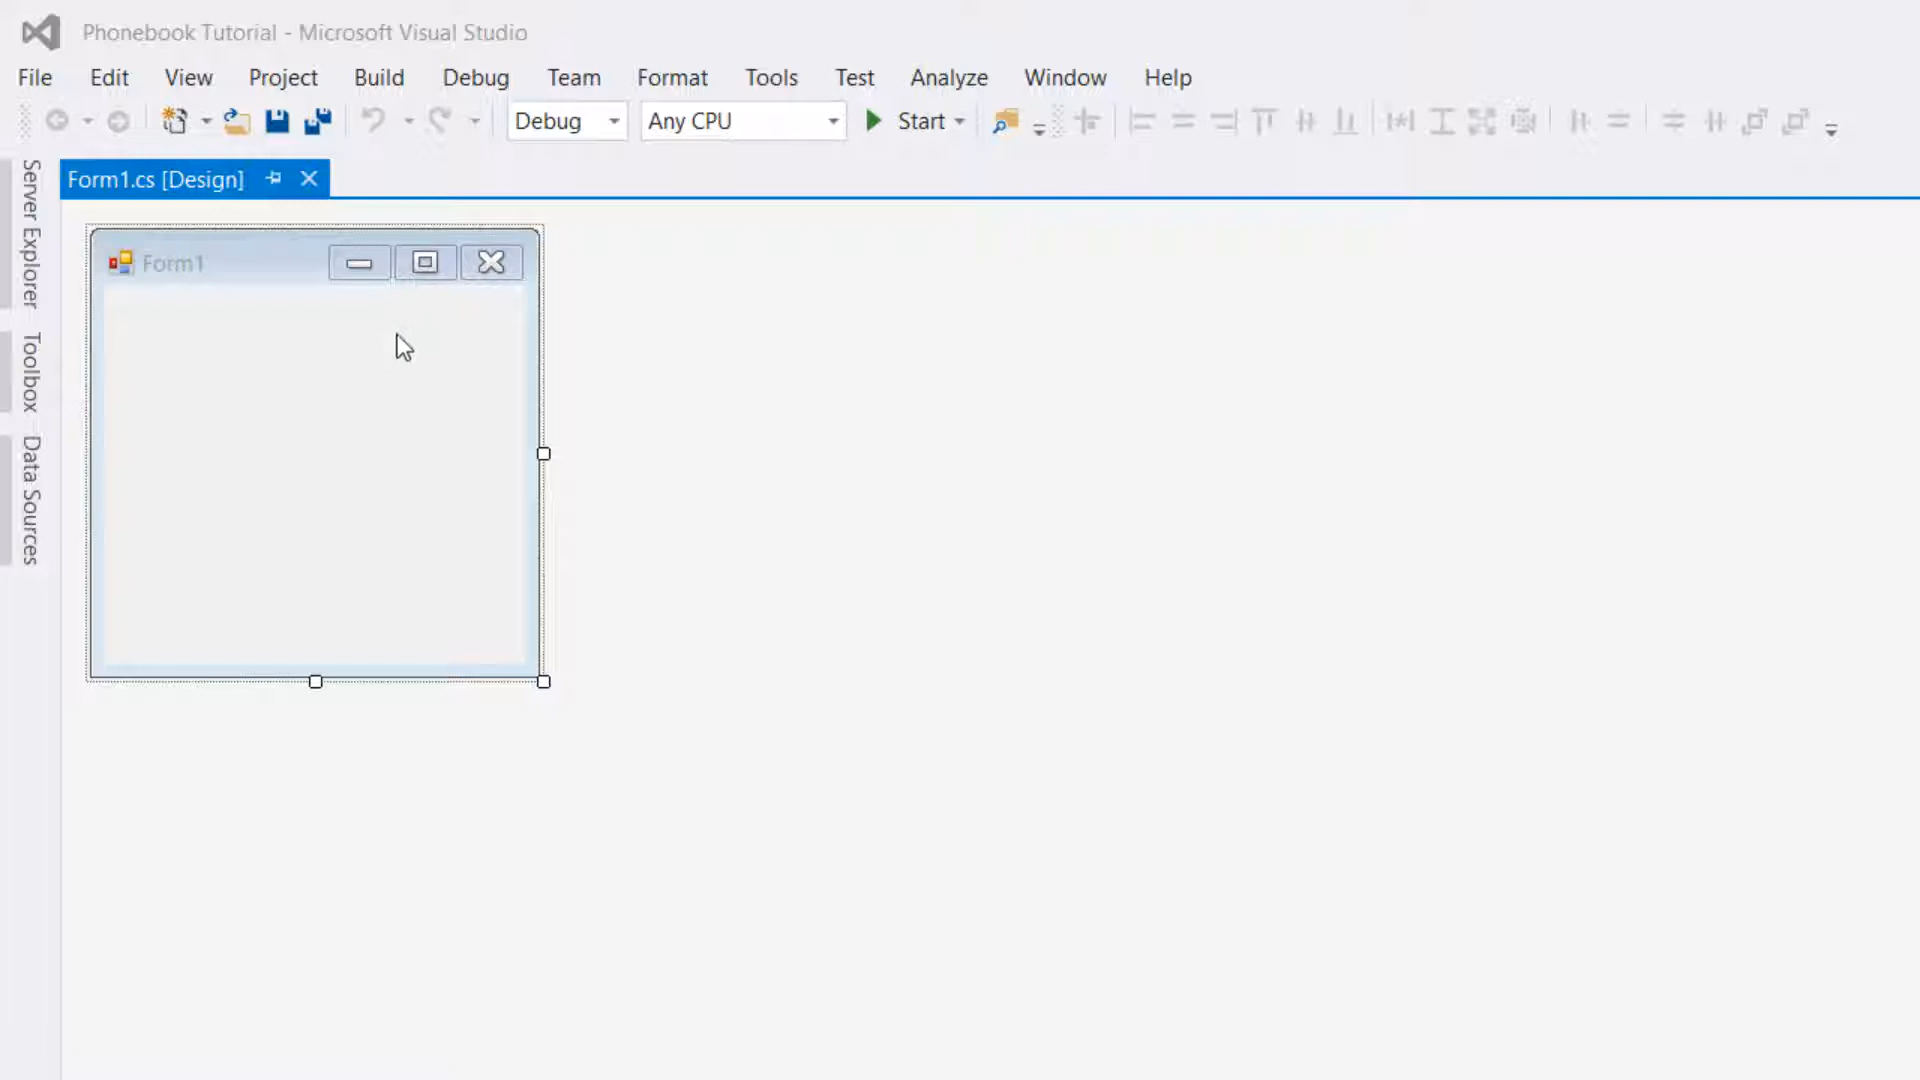 Phonebook Tutorial - Microsoft Visual Studio
File Edit View Project Build Debug Team Format Tools Test Analyze Window Help
Debug Any CPU Start
Form1.cs [Design]
Server Explorer
Toolbox
Data Sources
Form1